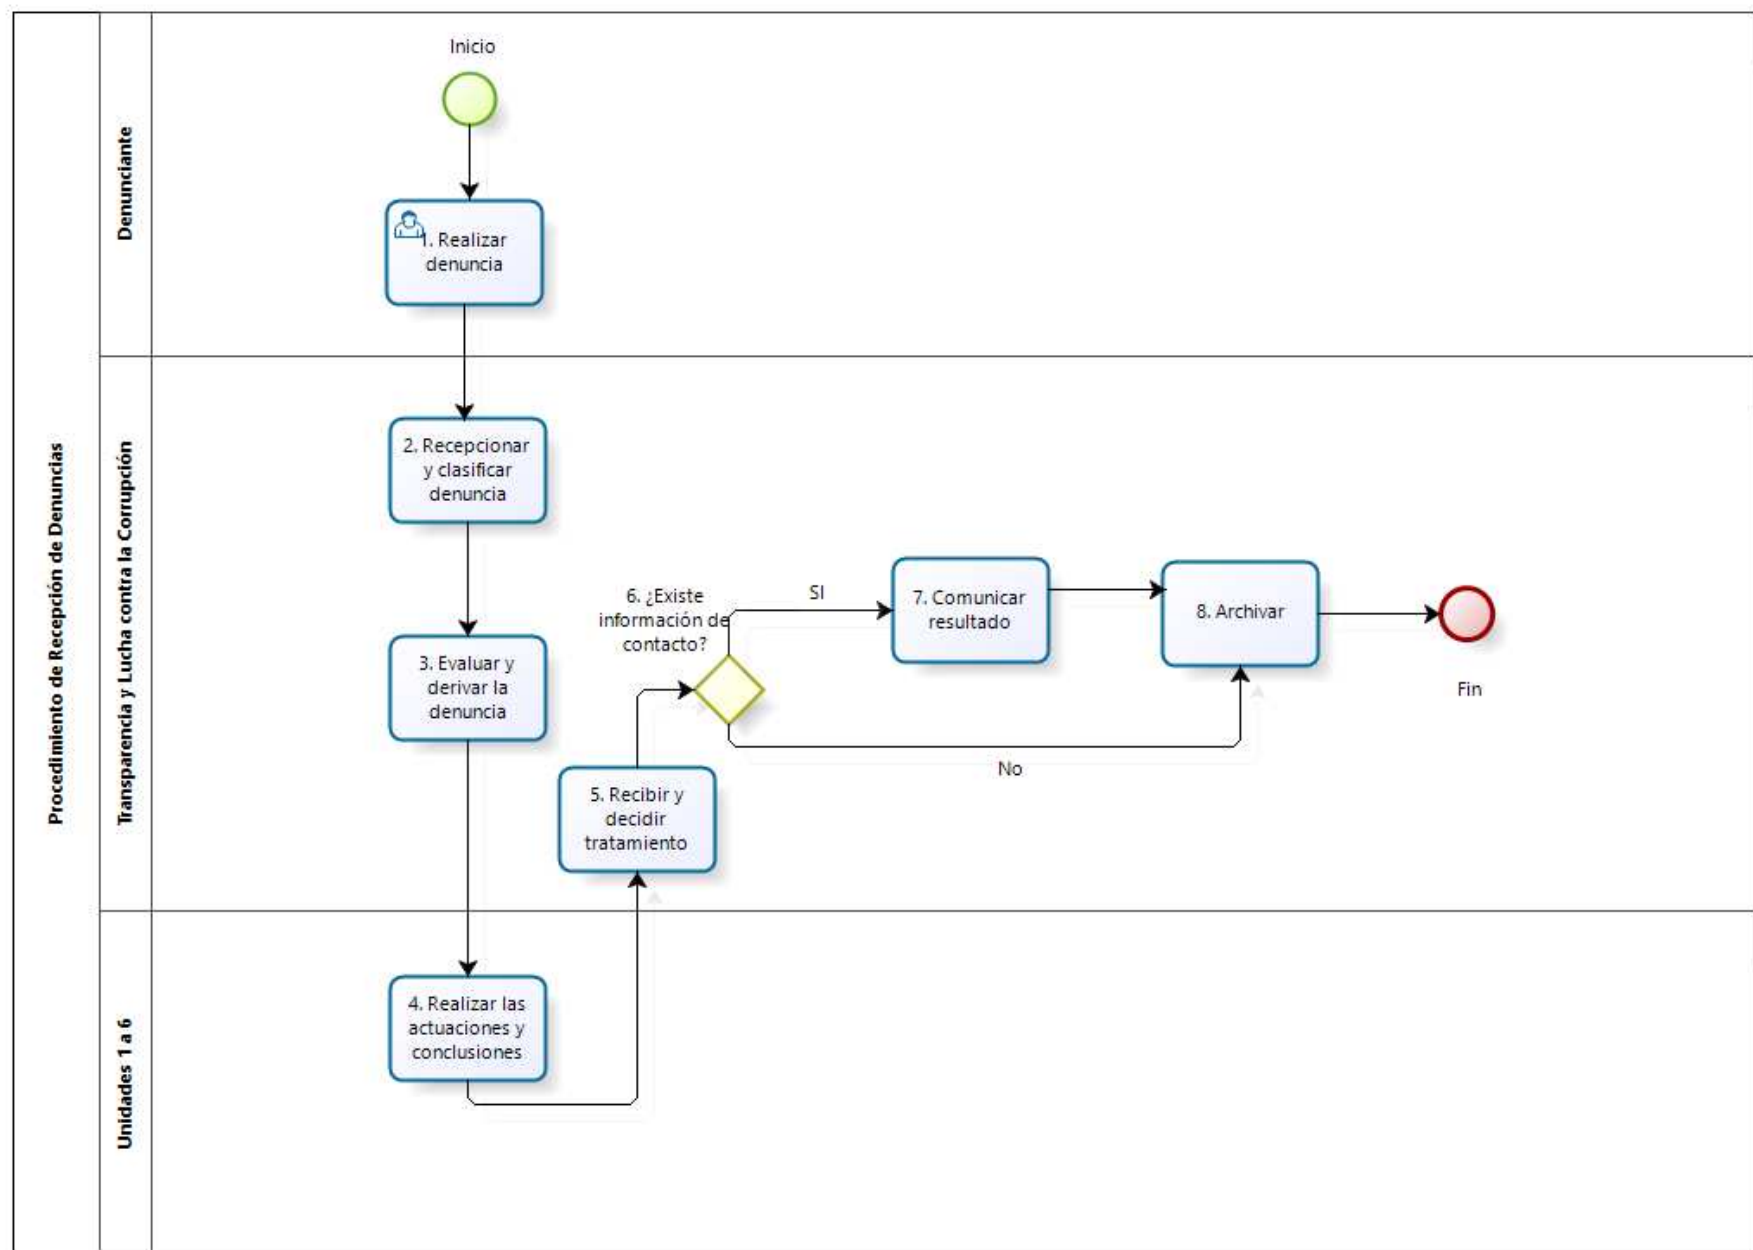 Procedimiento de Recepción de Denuncias
Denunciante
Inicio
1. Realizar
denuncia
Transparencia y Lucha contra la Corrupción
2. Recepcionar
y clasificar
denuncia
3. Evaluar y
derivar la
denuncia
Unidades 1 a 6
4. Realizar las
actuaciones y
conclusiones
5. Recibir y
decidir
tratamiento
6. ¿Existe
información de
contacto?
SI
No
7. Comunicar
resultado
8. Archivar
Fin